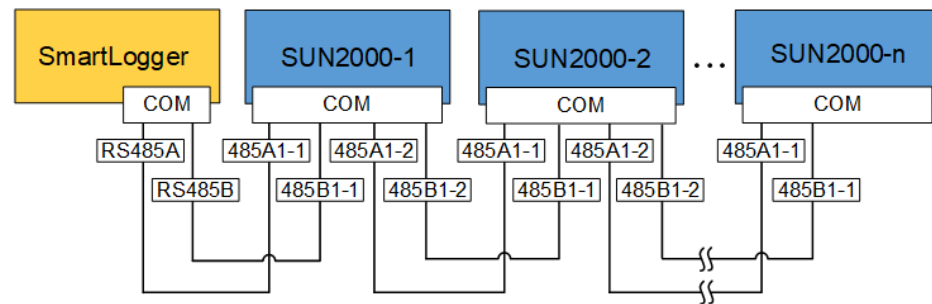 SmartLogger
SUN2000-1
SUN2000-2
...
SUN2000-n
COM
COM
COM
COM
RS485A
485A1-1
485A1-2
485A1-1
485A1-2
485A1-1
RS485B
485B1-1
485B1-2
485B1-1
485B1-2
485B1-1